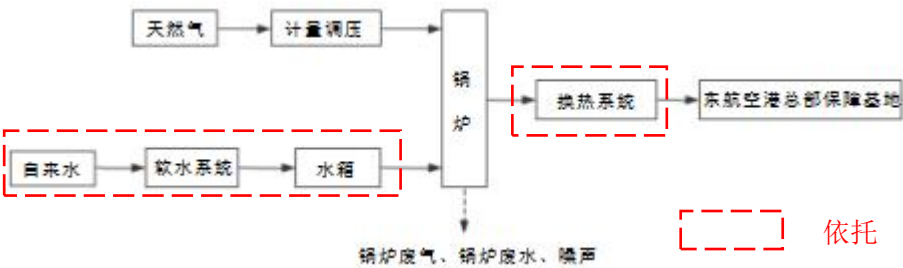 天然气
计量调压
锅炉
换热系统
东航空港总部保障基地
自来水
软水系统
水箱
锅炉废气、锅炉废水、噪声
依托